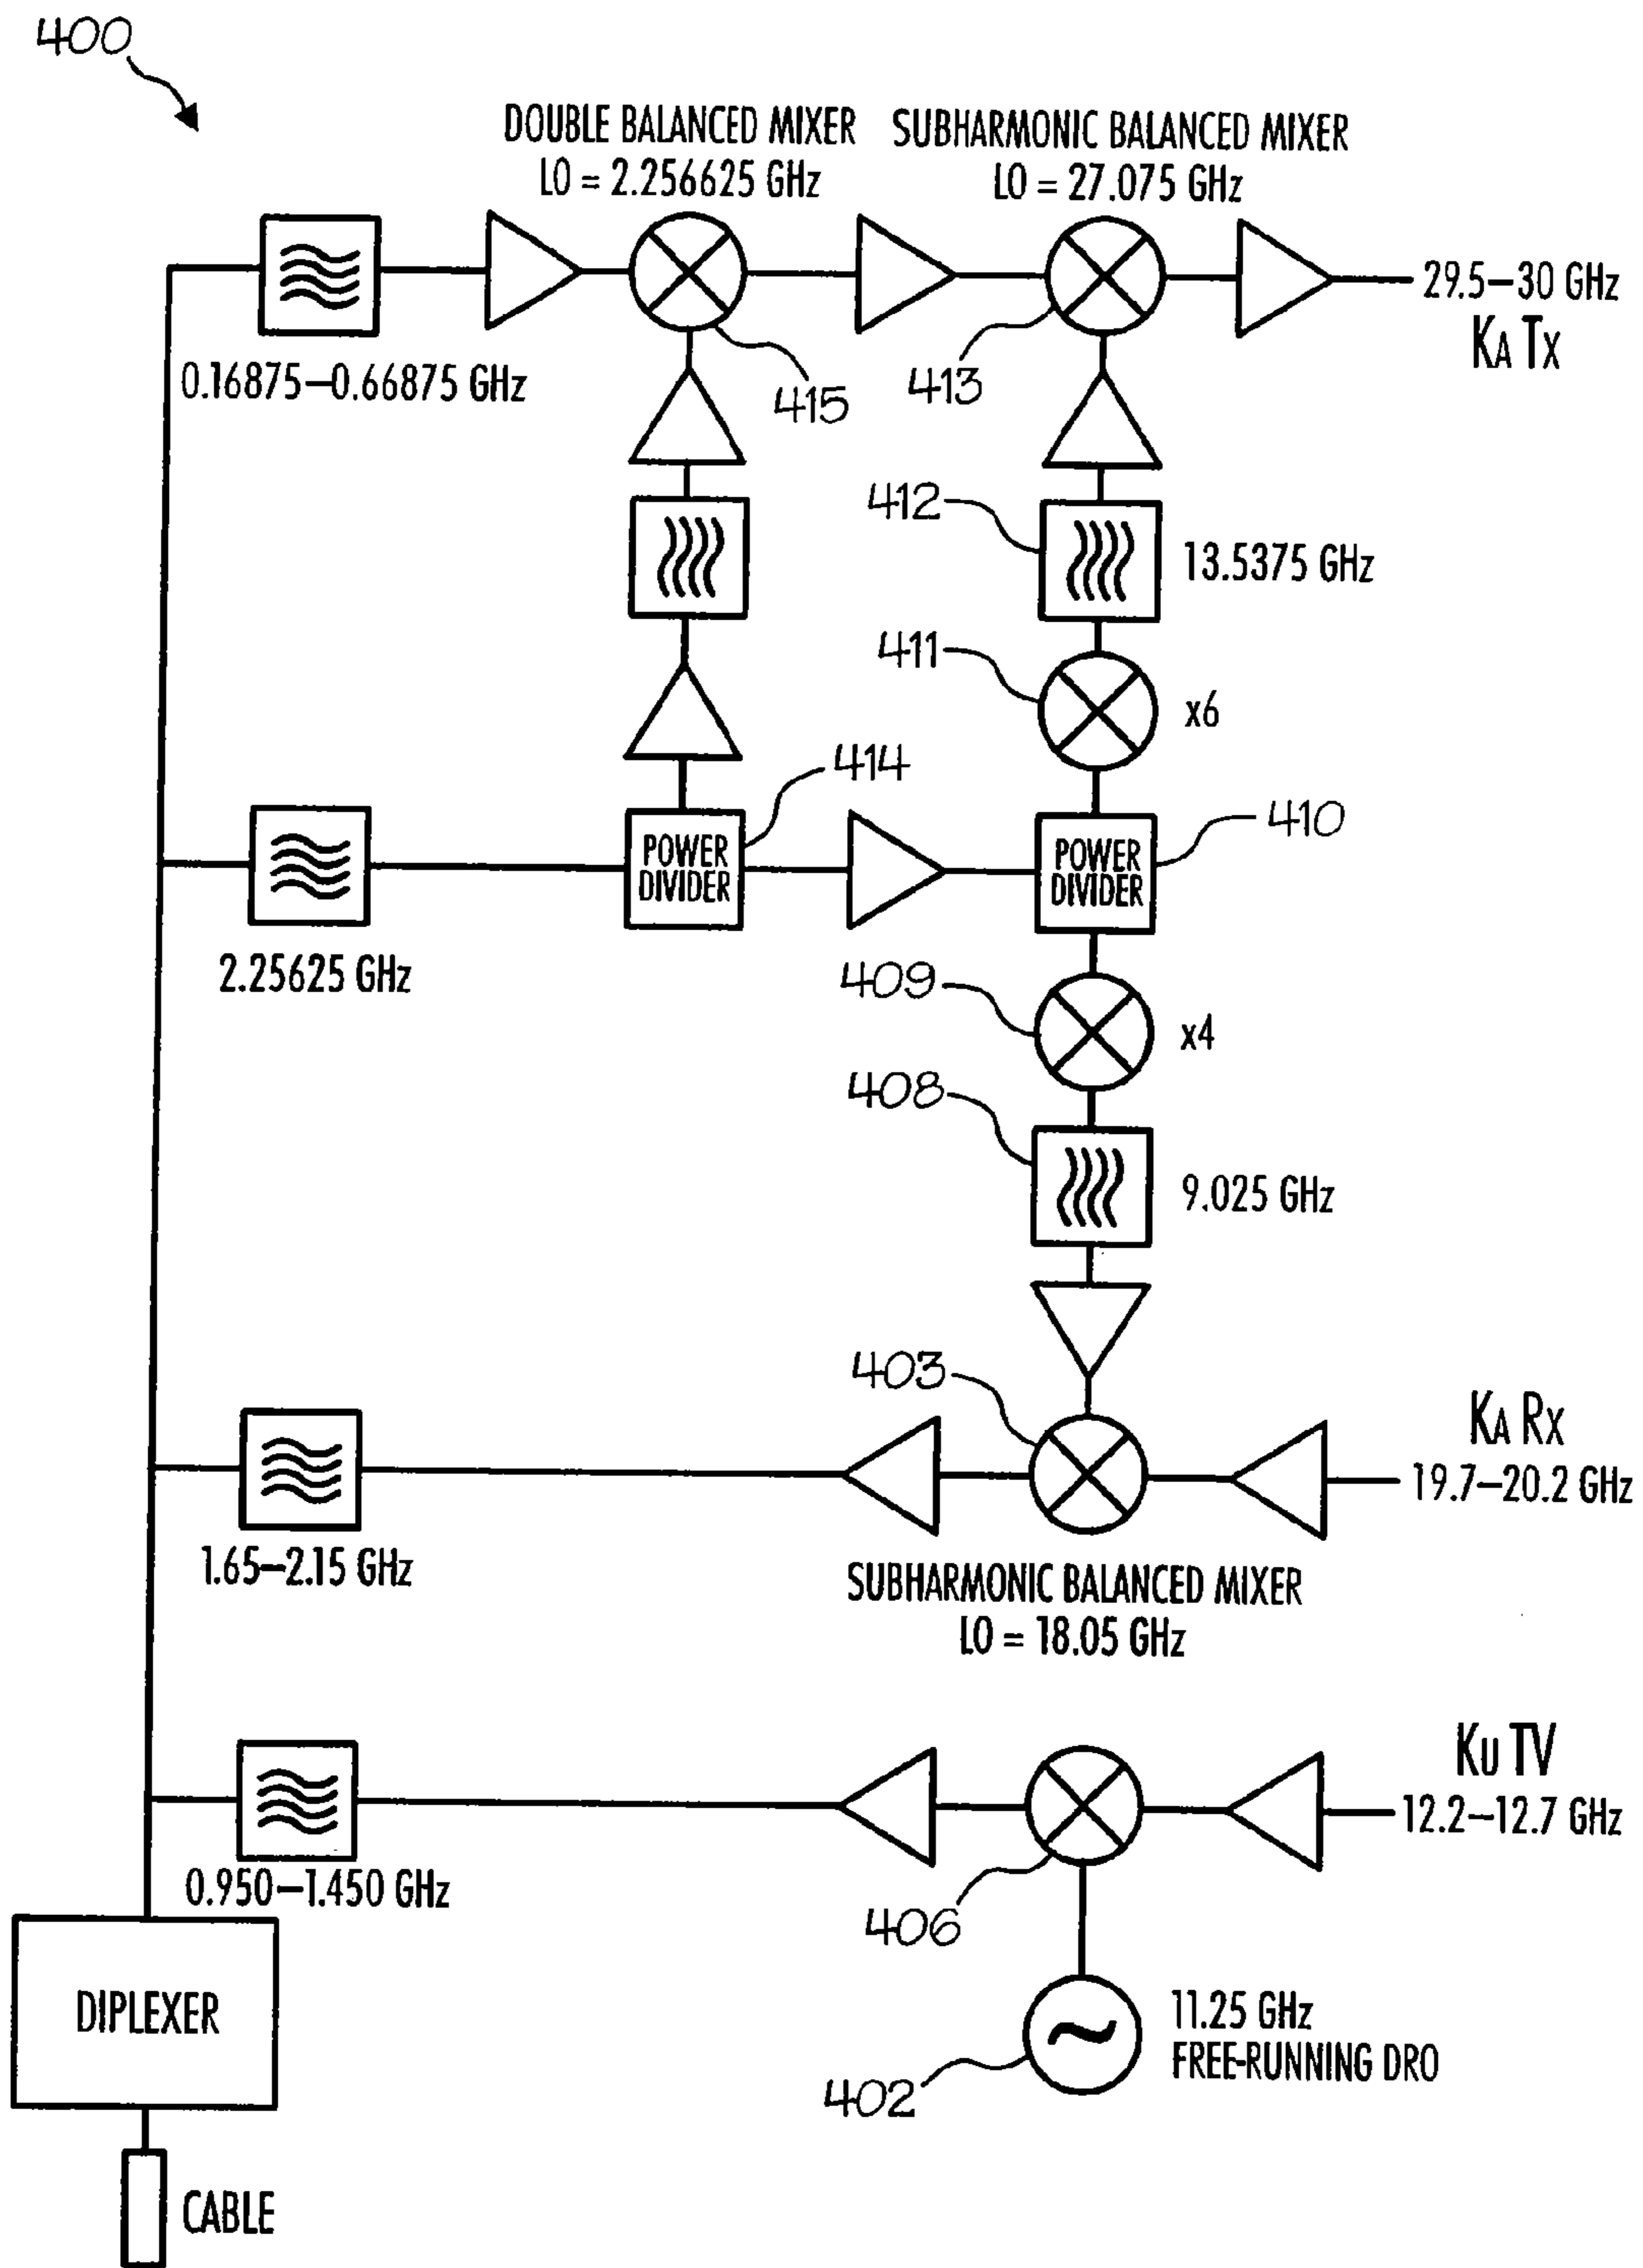 400
DOUBLE BALANCED MIXER
LO = 2.256625 GHz
SUBHARMONIC BALANCED MIXER
LO = 27.075 GHz
29.5–30 GHz
KA TX
0.16875–0.66875 GHz
415
413
412
13.5375 GHz
411
x6
414
410
POWER
DIVIDER
POWER
DIVIDER
2.25625 GHz
409
x4
408
9.025 GHz
403
KA RX
19.7–20.2 GHz
1.65–2.15 GHz
SUBHARMONIC BALANCED MIXER
LO = 18.05 GHz
KU TV
12.2–12.7 GHz
0.950–1.450 GHz
406
DIPLEXER
11.25 GHz
FREE-RUNNING DRO
402
CABLE